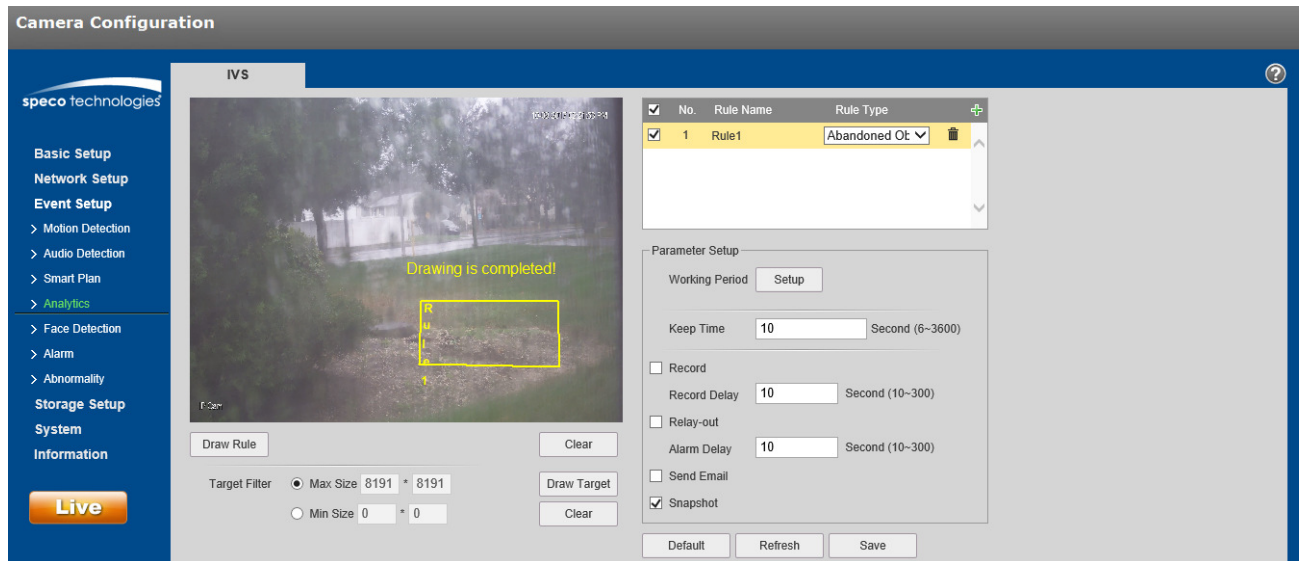 Camera Configuration
speco technologies
Basic Setup
Network Setup
Event Setup
> Motion Detection
> Audio Detection
> Smart Plan
> Analytics
> Face Detection
> Alarm
> Abnormality
Storage Setup
System
Information
Live
IVS
?
Drawing is completed!
Rule1
Draw Rule
Clear
Target Filter Max Size 8191 * 8191 Draw Target
Min Size 0 * 0 Clear
No. Rule Name Rule Type
1 Rule1 Abandoned Ob
Parameter Setup
Working Period Setup
Keep Time 10 Second (6~3600)
Record
Record Delay 10 Second (10~300)
Relay-out
Alarm Delay 10 Second (10~300)
Send Email
Snapshot
Default Refresh Save